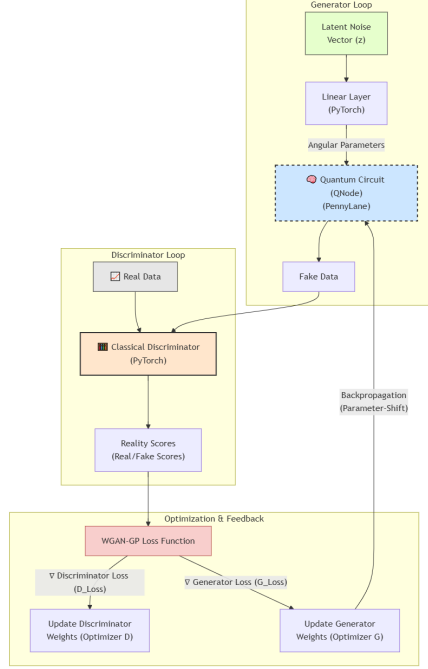 Generator Loop
Latent Noise
Vector (z)
Linear Layer
(PyTorch)
Angular Parameters
Quantum Circuit
(QNode)
(PennyLane)
Discriminator Loop
Real Data
Fake Data
Classical Discriminator
(PyTorch)
Backpropagation
(Parameter-Shift)
Reality Scores
(Real/Fake Scores)
Optimization & Feedback
WGAN-GP Loss Function
∇ Discriminator Loss
(D_Loss)
∇ Generator Loss (G_Loss)
Update Discriminator
Weights (Optimizer D)
Update Generator
Weights (Optimizer G)